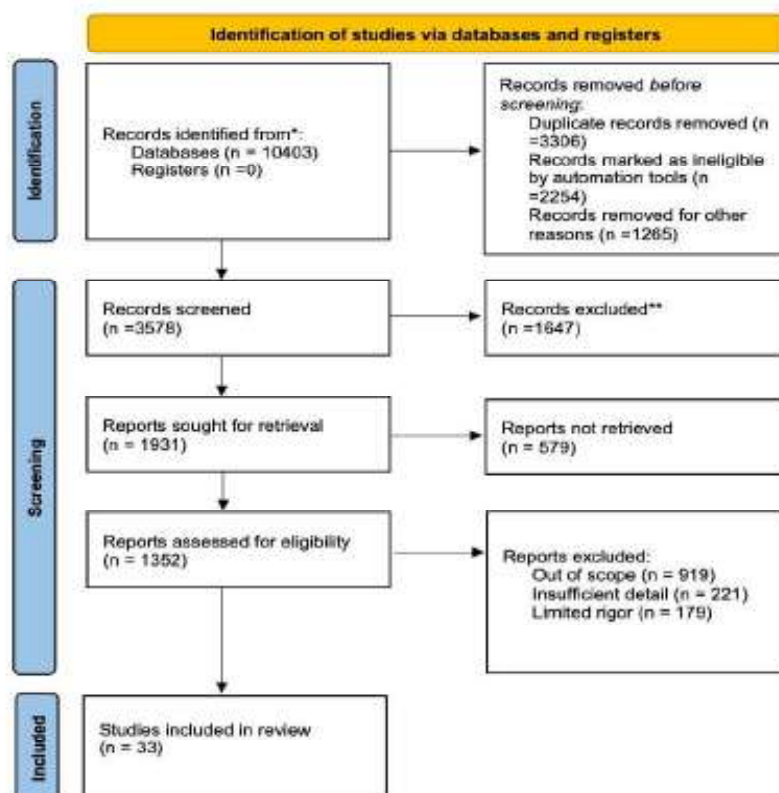 Identification of studies via databases and registers
Identification
Records identified from*:
Databases (n = 10403)
Registers (n =0)
Records removed before
screening:
Duplicate records removed (n
=3306)
Records marked as ineligible
by automation tools (n
=2254)
Records removed for other
reasons (n =1265)
Screening
Records screened
(n =3578)
Records excluded**
(n =1647)
Reports sought for retrieval
(n = 1931)
Reports not retrieved
(n = 579)
Reports assessed for eligibility
(n = 1352)
Reports excluded:
Out of scope (n = 919)
Insufficient detail (n = 221)
Limited rigor (n = 179)
Included
Studies included in review
(n = 33)